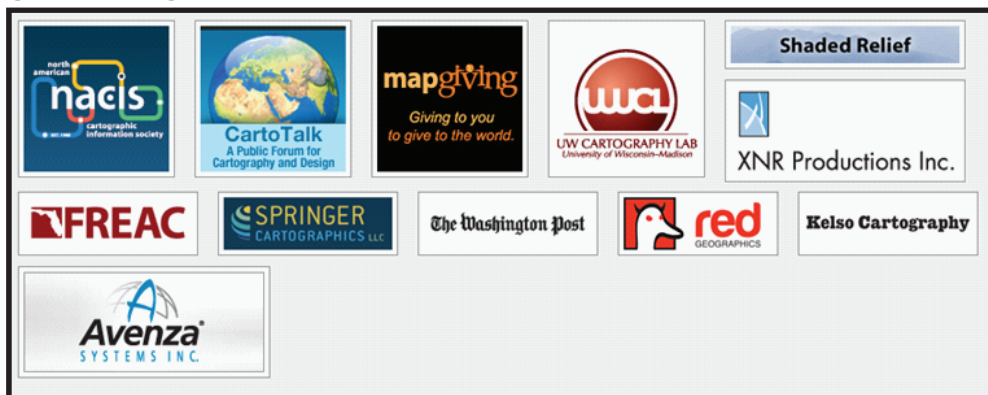 north
american
nacis
EST. 1980
cartographic
information society
CartoTalk
A Public Forum for
Cartography and Design
mapgiving
Giving to you
to give to the world.
UWCL
UW CARTOGRAPHY LAB
University of Wisconsin–Madison
Shaded Relief
XNR Productions Inc.
FREAC
SPRINGER
CARTOGRAPHICS LLC
The Washington Post
red
GEOGRAPHICS
Kelso Cartography
Avenza
SYSTEMS INC.